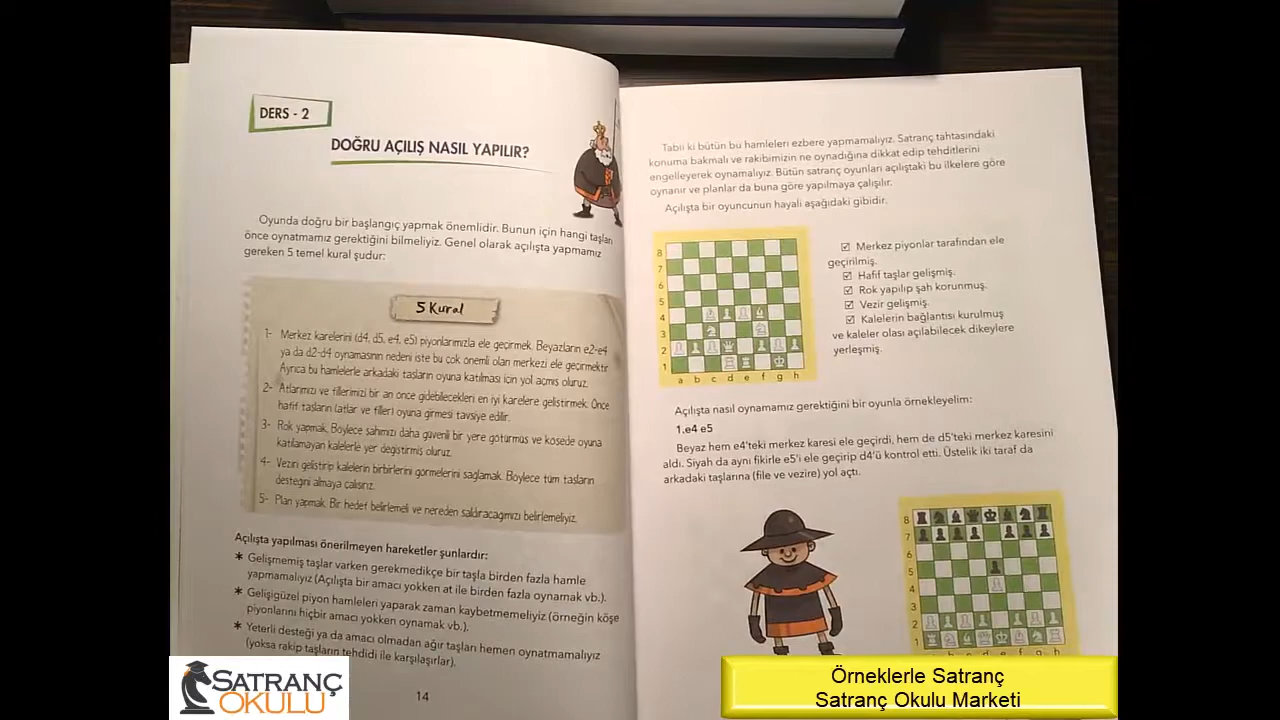 DERS - 2
DOĞRU AÇILIŞ NASIL YAPILIR?
Oyunda doğru bir başlangıç yapmak önemlidir. Bunun için hangi taşları
önce oynatmamız gerektiğini bilmeliyiz. Genel olarak açılışta yapmamız
gereken 5 temel kural şudur:
5 Kural
1- Merkez karelerini (d4, d5, e4, e5) piyonlarımızla ele geçirmek. Beyazların e2-e4
ya da d2-d4 oynamasının nedeni işte bu çok önemli olan merkezi ele geçirmektir.
Ayrıca bu hamlelerle arkadaki taşların oyuna katılması için yol açmış oluruz.
2- Atlarımızı ve fillerimizi bir an önce gidebilecekleri en iyi karelere geliştirmek. Önce
hafif taşların (atlar ve filler) oyuna girmesi tavsiye edilir.
3- Rok yapmak. Böylece şahımızı daha güvenli bir yere götürmüş ve köşede oyuna
katılamayan kalelerle yer değiştirmiş oluruz.
4- Veziri geliştirip kalelerin birbirlerini görmelerini sağlamak. Böylece tüm taşların
desteğini almaya çalışırız.
5- Plan yapmak. Bir hedef belirlemeli ve nereden saldıracağımızı belirlemeliyiz.
Açılışta yapılması önerilmeyen hareketler şunlardır:
* Gelişmemiş taşlar varken gerekmedikçe bir taşla birden fazla hamle
yapmamalıyız (Açılışta bir amacı yokken at ile birden fazla oynamak vb.).
* Gelişigüzel piyon hamleleri yaparak zaman kaybetmemeliyiz (örneğin köşe
piyonlarını hiçbir amacı yokken oynamak vb.).
* Yeterli desteği ya da amacı olmadan ağır taşları hemen oynatmamalıyız
(yoksa rakip taşların tehdidi ile karşılaşırlar).
14
Tabii ki bütün bu hamleleri ezbere yapmamalıyız. Satranç tahtasındaki
konuma bakmalı ve rakibimizin ne oynadığına dikkat edip tehditlerini
engelleyerek oynamalıyız. Bütün satranç oyunları açılıştaki bu ilkelere göre
oynanır ve planlar da buna göre yapılmaya çalışılır.
Açılışta bir oyuncunun hayali aşağıdaki gibidir.
8
7
6
5
4
3
2
1
a b c d e f g h
Merkez piyonlar tarafından ele
geçirilmiş.
Hafif taşlar gelişmiş.
Rok yapılıp şah korunmuş.
Vezir gelişmiş.
Kalelerin bağlantısı kurulmuş
ve kaleler olası açılabilecek dikeylere
yerleşmiş.
Açılışta nasıl oynamamız gerektiğini bir oyunla örnekleyelim:
1.e4 e5
Beyaz hem e4'teki merkez karesi ele geçirdi, hem de d5'teki merkez karesini
aldı. Siyah da aynı fikirle e5'i ele geçirip d4'ü kontrol etti. Üstelik iki taraf da
arkadaki taşlarına (file ve vezire) yol açtı.
8
7
6
5
4
3
2
1
SATRANÇ
OKULU
Örneklerle Satranç
Satranç Okulu Marketi